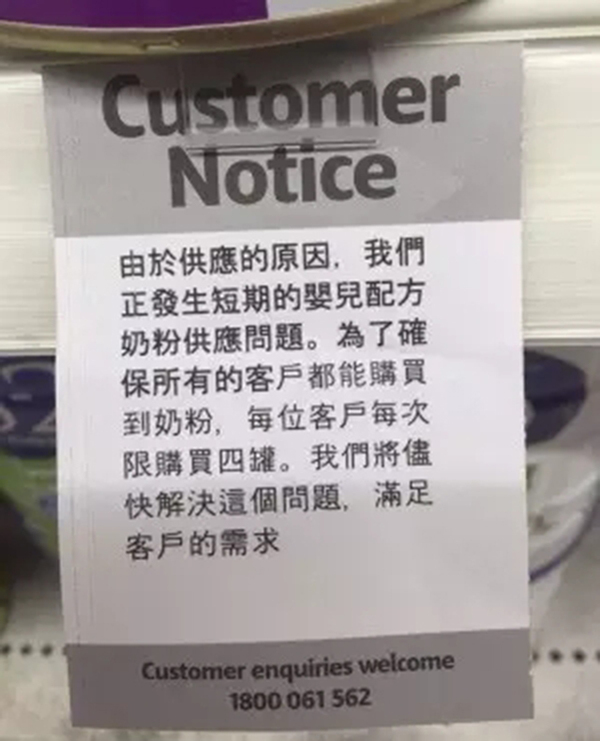 Customer
Notice
由於供應的原因，我們
正發生短期的嬰兒配方
奶粉供應問題。為了確
保所有的客戶都能購買
到奶粉，每位客戶每次
限購買四罐。我們將儘
快解決這個問題，滿足
客戶的需求
Customer enquiries welcome
1800 061 562